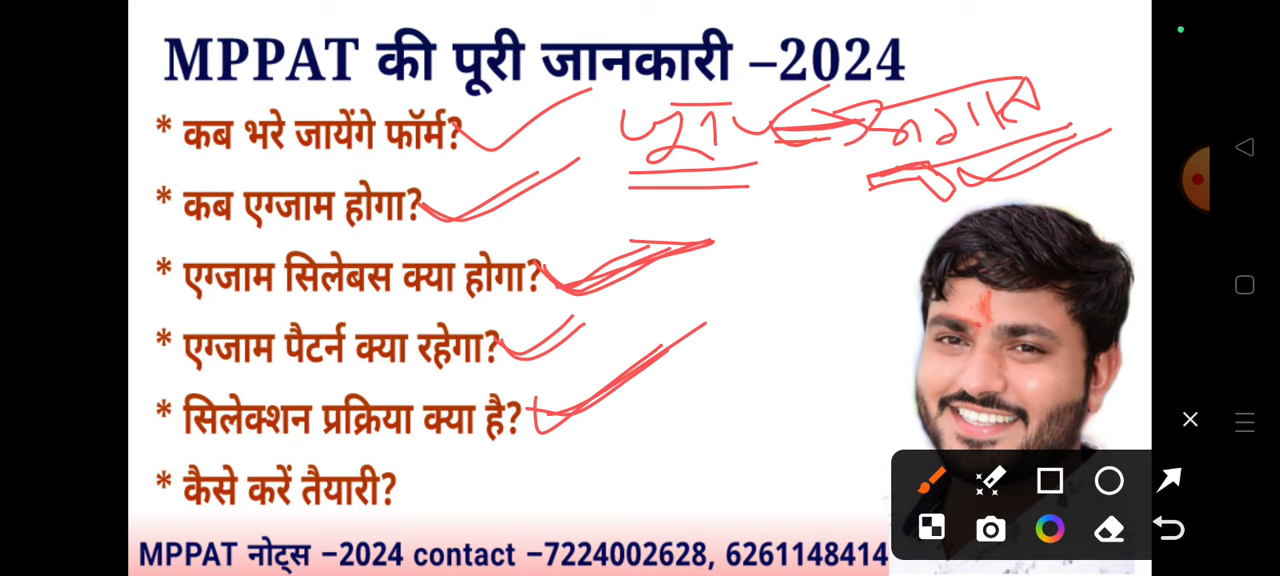 MPPAT की पूरी जानकारी –2024
* कब भरे जायेंगे फॉर्म?
* कब एग्जाम होगा?
* एग्जाम सिलेबस क्या होगा?
* एग्जाम पैटर्न क्या रहेगा?
* सिलेक्शन प्रक्रिया क्या है?
* कैसे करें तैयारी?
MPPAT नोट्स –2024 contact –7224002628, 6261148414